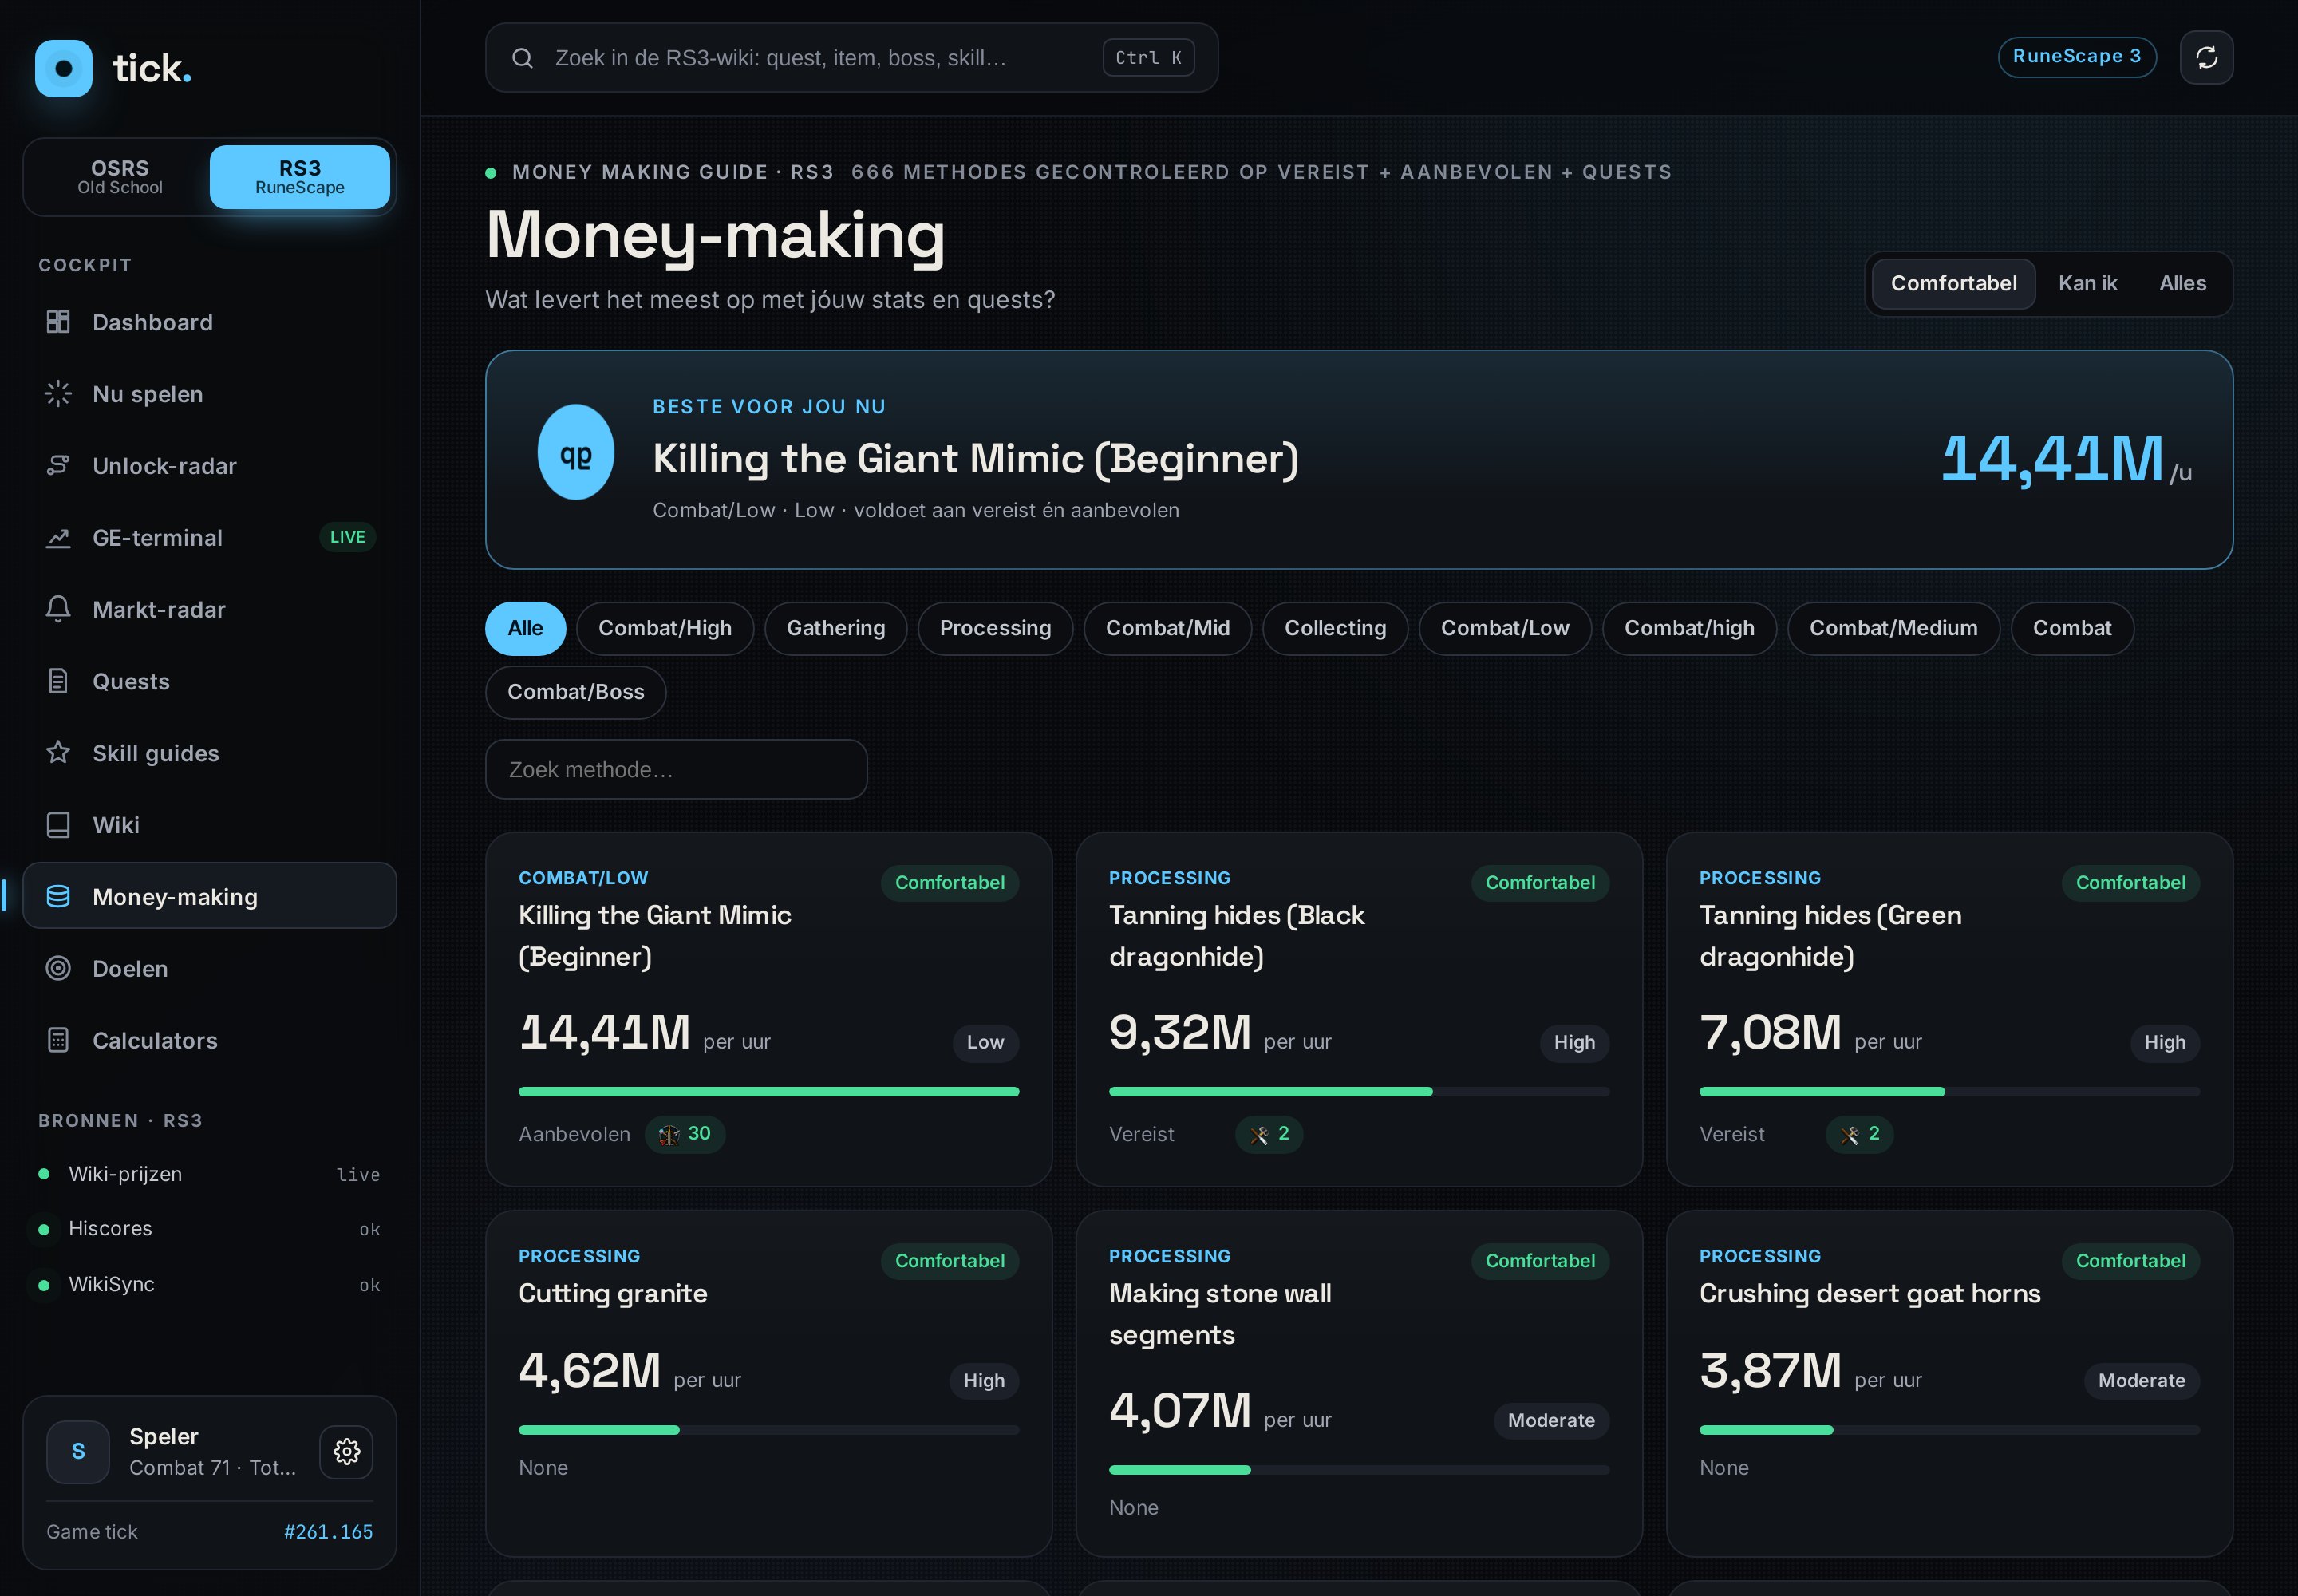 tick.
OSRS
Old School
RS3
RuneScape
COCKPIT
Dashboard
Nu spelen
Unlock-radar
GE-terminal LIVE
Markt-radar
Quests
Skill guides
Wiki
Money-making
Doelen
Calculators
BRONNEN · RS3
Wiki-prijzen live
Hiscores ok
WikiSync ok
S
Speler
Combat 71 · Tot...
Game tick #261.165
Zoek in de RS3-wiki: quest, item, boss, skill… Ctrl K
RuneScape 3
MONEY MAKING GUIDE · RS3 666 METHODES GECONTROLEERD OP VEREIST + AANBEVOLEN + QUESTS
Money-making
Wat levert het meest op met jóuw stats en quests?
Comfortabel Kan ik Alles
BESTE VOOR JOU NU
Killing the Giant Mimic (Beginner)
Combat/Low · Low · voldoet aan vereist én aanbevolen
14,41M/u
Alle Combat/High Gathering Processing Combat/Mid Collecting Combat/Low Combat/high Combat/Medium Combat
Combat/Boss
Zoek methode…
COMBAT/LOW Comfortabel
Killing the Giant Mimic
(Beginner)
14,41M per uur Low
Aanbevolen 30
PROCESSING Comfortabel
Tanning hides (Black
dragonhide)
9,32M per uur High
Vereist 2
PROCESSING Comfortabel
Tanning hides (Green
dragonhide)
7,08M per uur High
Vereist 2
PROCESSING Comfortabel
Cutting granite
4,62M per uur High
None
PROCESSING Comfortabel
Making stone wall
segments
4,07M per uur Moderate
None
PROCESSING Comfortabel
Crushing desert goat horns
3,87M per uur Moderate
None